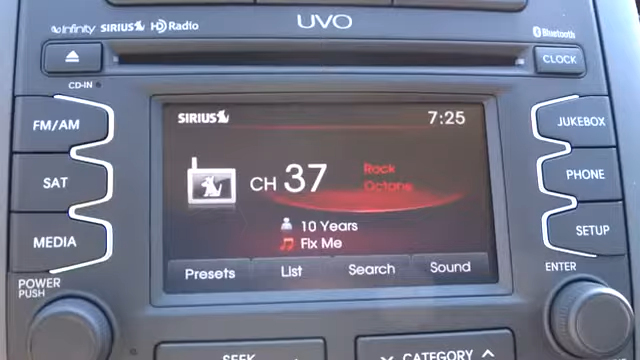 Infinity SIRIUS HD Radio
UVO
Bluetooth
CLOCK
CD-IN
FM/AM
SAT
MEDIA
POWER
PUSH
SIRIUS
7:25
CH 37
Rock
Octane
10 Years
Fix Me
Presets
List
Search
Sound
JUKEBOX
PHONE
SETUP
ENTER
SEEK
CATEGORY